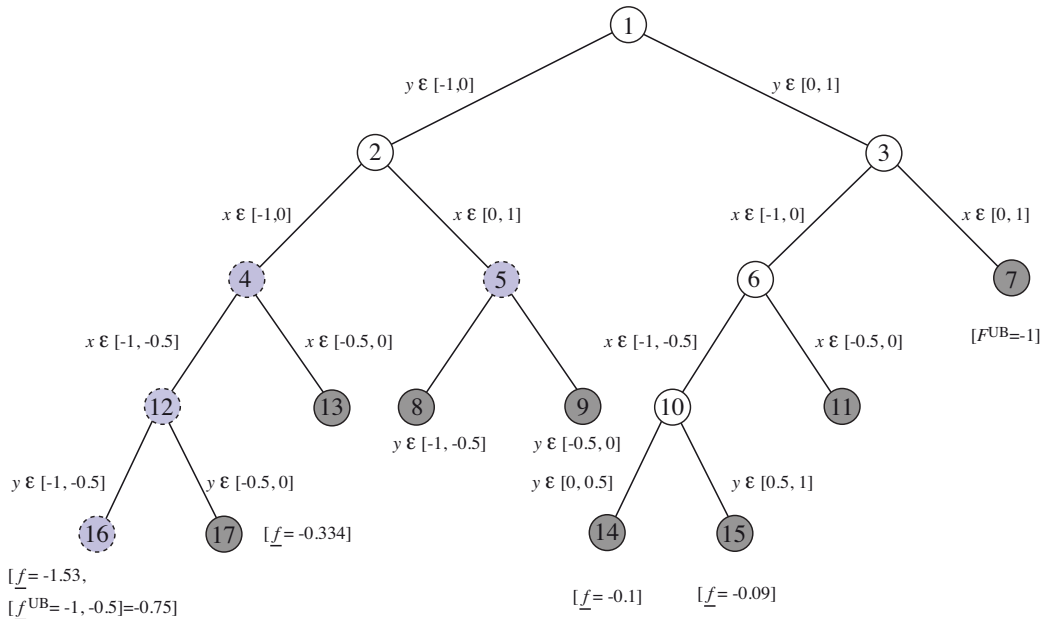 1
y ε [-1,0]
y ε [0, 1]
2
3
x ε [-1,0]
x ε [0, 1]
x ε [-1, 0]
x ε [0, 1]
4
5
6
7
[F^UB=-1]
x ε [-1, -0.5]
x ε [-0.5, 0]
x ε [-1, -0.5]
x ε [-0.5, 0]
12
13
8
9
10
11
y ε [-1, -0.5]
y ε [-0.5, 0]
y ε [-1, -0.5]
y ε [-0.5, 0]
y ε [0, 0.5]
y ε [0.5, 1]
16
17
[f = -0.334]
14
15
[f = -1.53,
[f^UB= -1, -0.5]=-0.75]
[f = -0.1]
[f = -0.09]